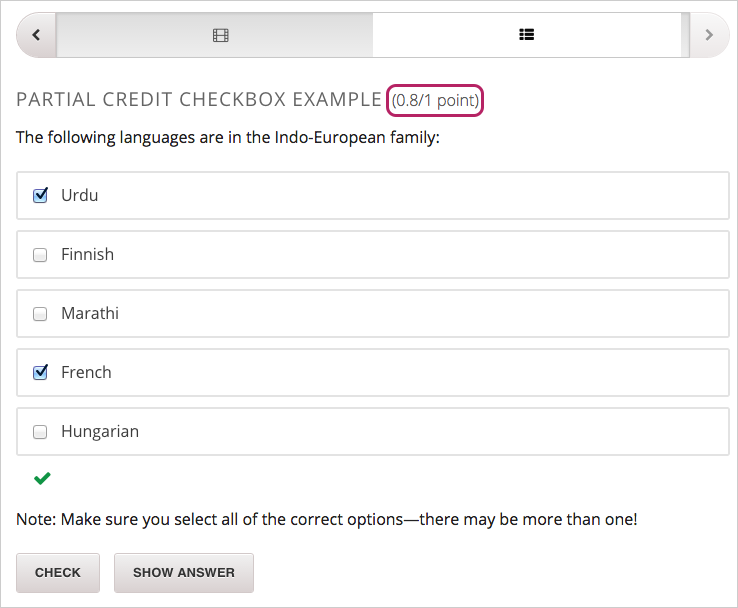 PARTIAL CREDIT CHECKBOX EXAMPLE (0.8/1 point)
The following languages are in the Indo-European family:
Urdu
Finnish
Marathi
French
Hungarian
Note: Make sure you select all of the correct options—there may be more than one!
CHECK SHOW ANSWER